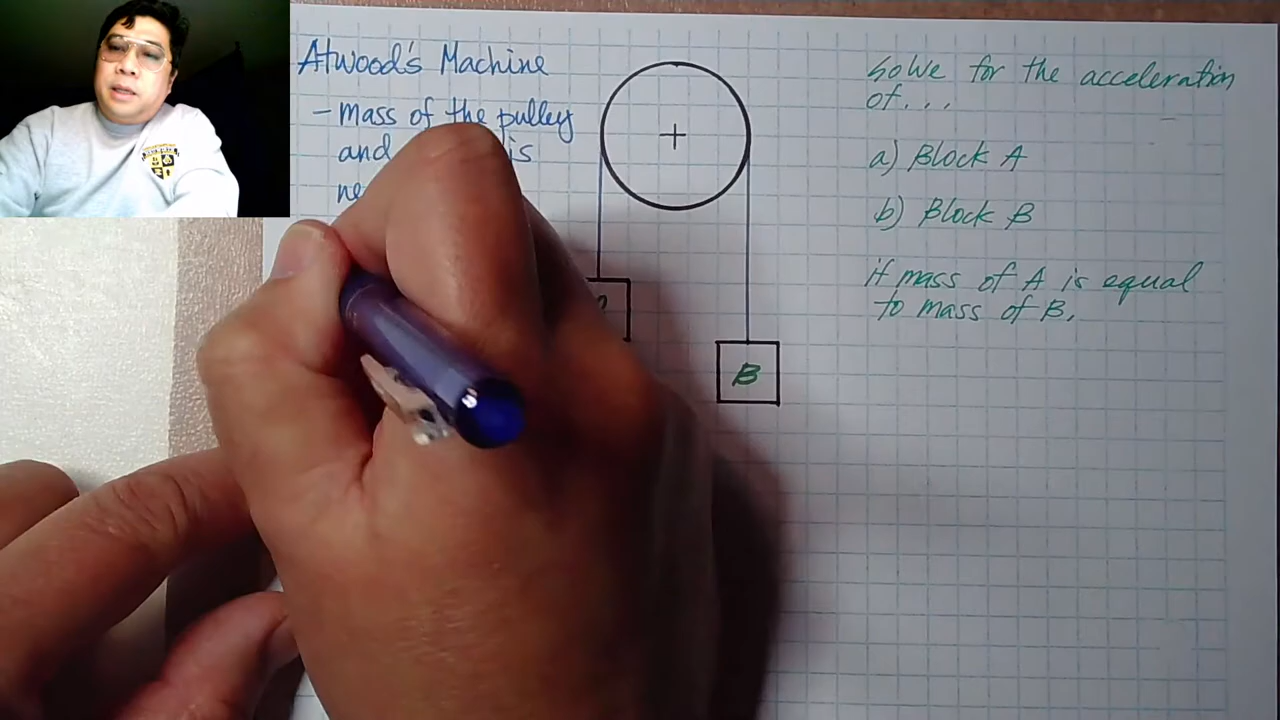 Atwood's Machine
- Mass of the pulley
and is
ne
Solve for the acceleration
of...
a) Block A
b) Block B
if mass of A is equal
to mass of B.
B